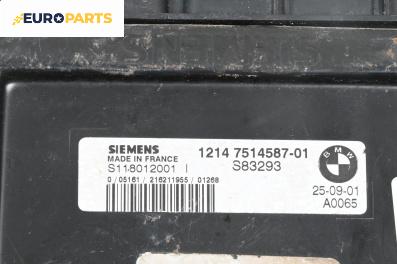 EUROPARTS
SIEMENS
MADE IN FRANCE
S118012001 I
0 / 05161 / 216211955 / 01268
1214 7514587-01
S83293
BMW
25-09-01
A0065